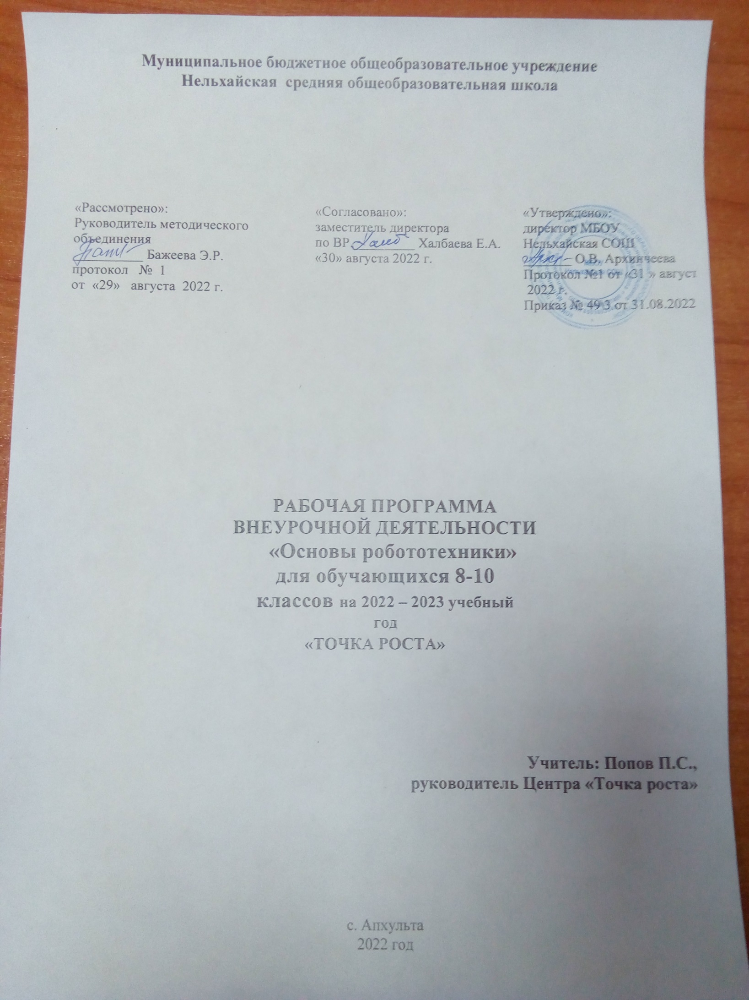 Муниципальное бюджетное общеобразовательное учреждение
Нельхайская средняя общеобразовательная школа
«Рассмотрено»:
Руководитель методического
объединения
__________ Бажеева Э.Р.
протокол № 1
от «29» августа 2022 г.
«Согласовано»:
заместитель директора
по ВР__________ Халбаева Е.А.
«30» августа 2022 г.
«Утверждено»:
директор МБОУ
Нельхайская СОШ
________ О.В. Архинчеева
Протокол №1 от «31 » август
2022 г.
Приказ № 49\3 от 31.08.2022
РАБОЧАЯ ПРОГРАММА
ВНЕУРОЧНОЙ ДЕЯТЕЛЬНОСТИ
«Основы робототехники»
для обучающихся 8-10
классов на 2022 – 2023 учебный
год
«ТОЧКА РОСТА»
Учитель: Попов П.С.,
руководитель Центра «Точка роста»
с. Апхульта
2022 год